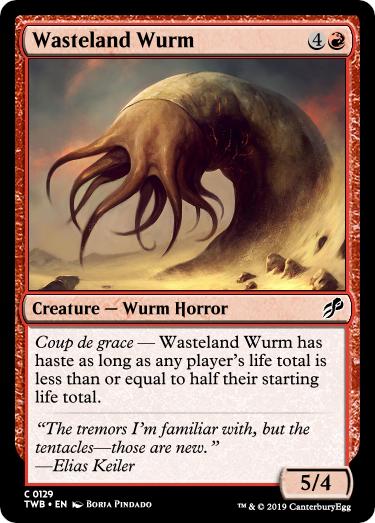 Wasteland Wurm 4
Creature — Wurm Horror
Coup de grace — Wasteland Wurm has
haste as long as any player's life total is
less than or equal to half their starting
life total.
"The tremors I'm familiar with, but the
tentacles—those are new."
—Elias Keiler
5/4
C 0129
TWB • EN Borja Pindado
™ & © 2019 CanterburyEgg